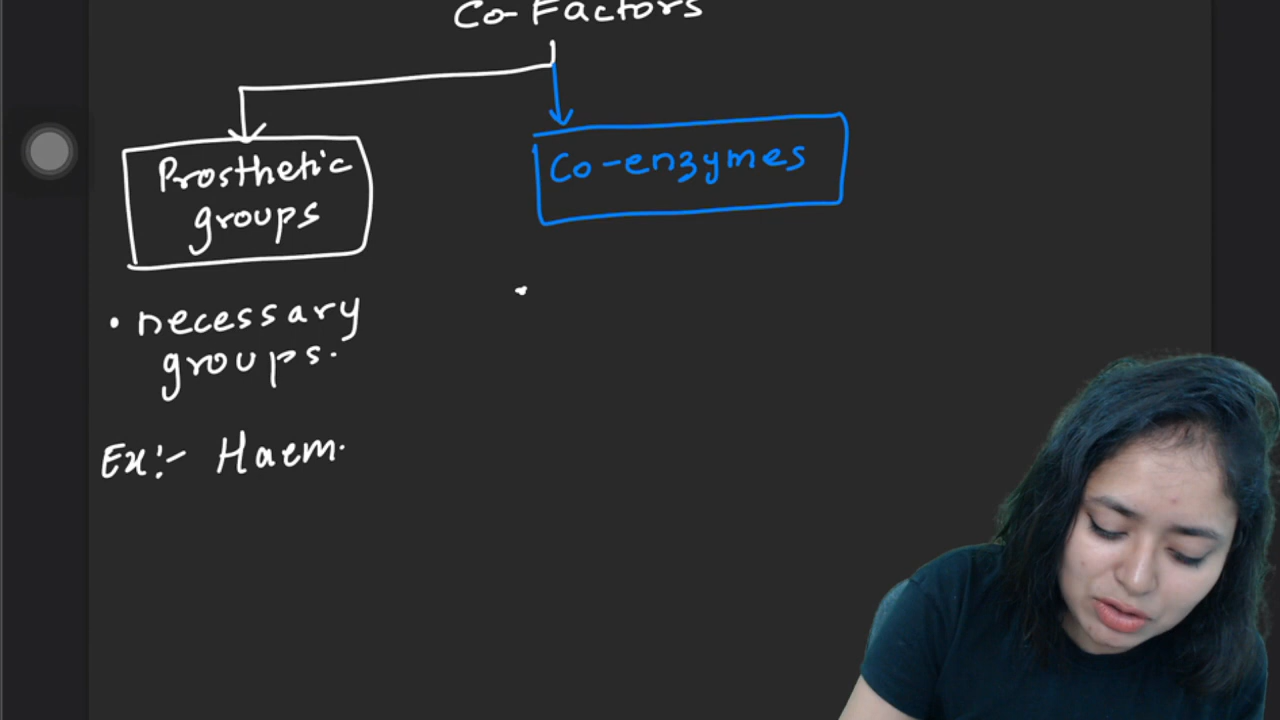 Co-Factors
Prosthetic
groups
Co-enzymes
• necessary
groups.
Ex:- Haem.